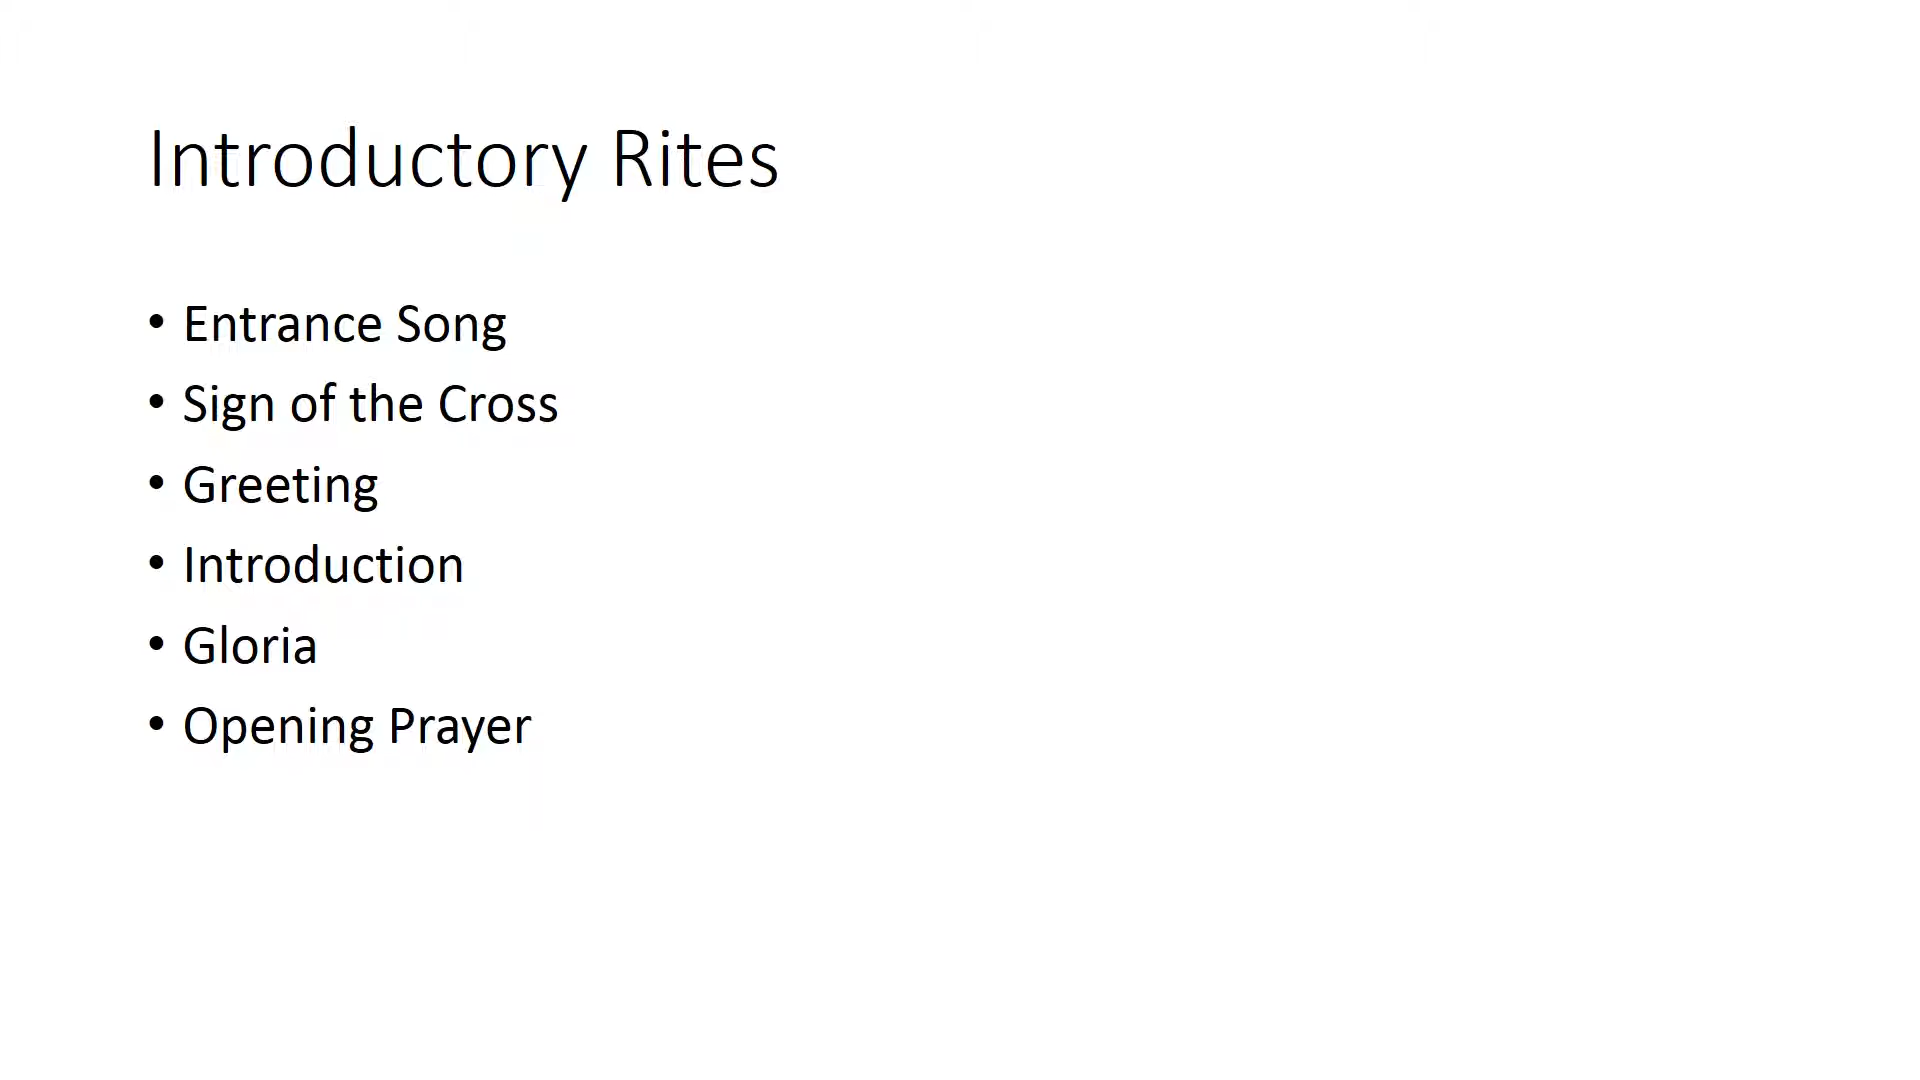 Introductory Rites
• Entrance Song
• Sign of the Cross
• Greeting
• Introduction
• Gloria
• Opening Prayer